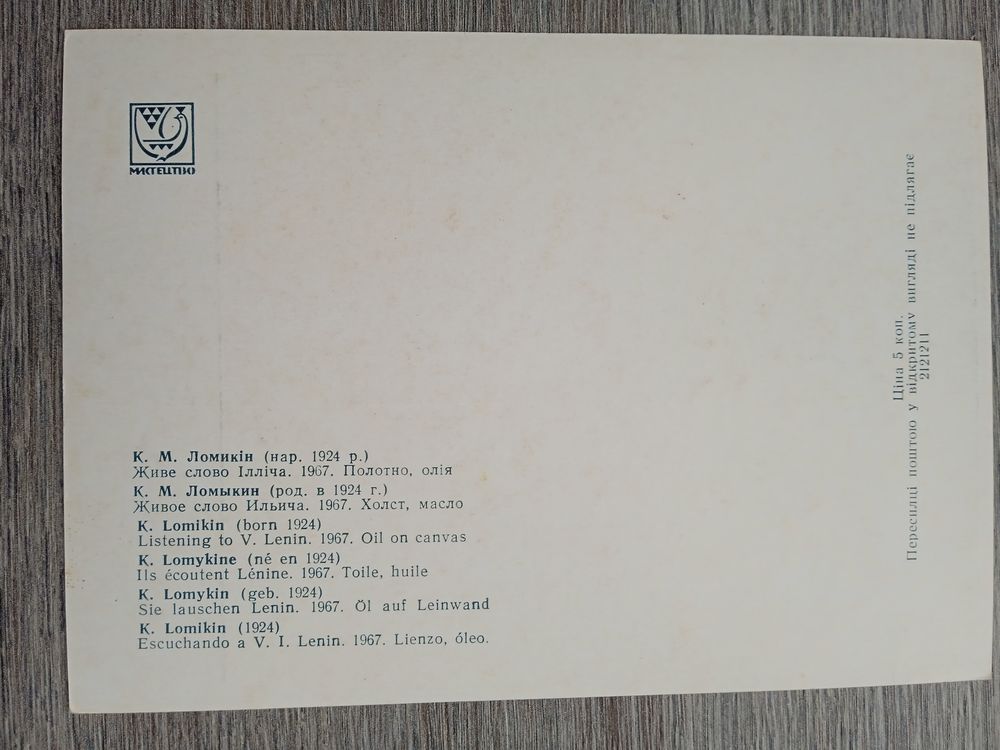 МИСТЕЦТВО
К. М. Ломикін (нар. 1924 р.)
Живе слово Ілліча. 1967. Полотно, олія
К. М. Ломыкин (род. в 1924 г.)
Живое слово Ильича. 1967. Холст, масло
K. Lomikin (born 1924)
Listening to V. Lenin. 1967. Oil on canvas
K. Lomykine (né en 1924)
Ils écoutent Lénine. 1967. Toile, huile
K. Lomykin (geb. 1924)
Sie lauschen Lenin. 1967. Öl auf Leinwand
K. Lomikin (1924)
Escuchando a V. I. Lenin. 1967. Lienzo, óleo.
Ціна 5 коп.
Пересилці поштою у відкритому вигляді не підлягає
2121211